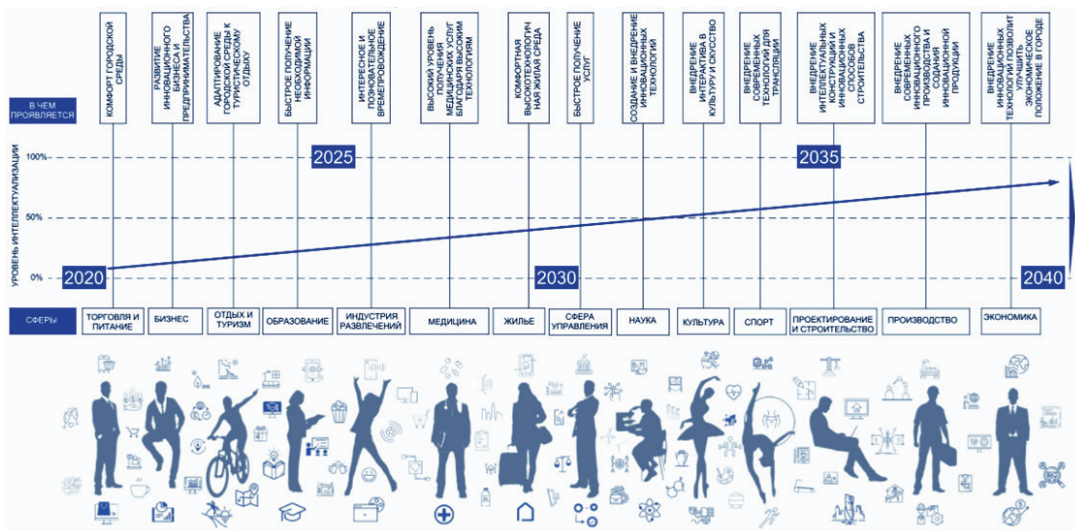 В ЧЕМ
ПРОЯВЛЯЕТСЯ
КОМФОРТ ГОРОДСКОЙ
СРЕДЫ
РАЗВИТИЕ
ИННОВАЦИОННОГО
БИЗНЕСА И
ПРЕДПРИНИМАТЕЛЬСТВА
АДАПТИРОВАНИЕ
ГОРОДСКОЙ СРЕДЫ К
ТУРИСТИЧЕСКОМУ
ОТДЫХУ
БЫСТРОЕ ПОЛУЧЕНИЕ
НЕОБХОДИМОЙ
ИНФОРМАЦИИ
ИНТЕРЕСНОЕ И
ПОЗНОВАТЕЛЬНОЕ
ВРЕМЯПРОВОЖДЕНИЕ
ВЫСОКИЙ УРОВЕНЬ
ПОЛУЧЕНИЯ
МЕДИЦИНСКИХ УСЛУГ
БЛАГОДАРЯ ВЫСОКИМ
ТЕХНОЛОГИЯМ
КОМФОРТНАЯ
ВЫСОКОТЕХНОЛОГИЧ
НАЯ ЖИЛАЯ СРЕДА
БЫСТРОЕ ПОЛУЧЕНИЕ
УСЛУГ
СОЗДАНИЕ И ВНЕДРЕНИЕ
ИННОВАЦИОННЫХ
ТЕХНОЛОГИЙ
ВНЕДРЕНИЕ
ИНТЕРАКТИВА В
КУЛЬТУРУ И ИСКУССТВО
ВНЕДРЕНИЕ
СОВРЕМЕННЫХ
ТЕХНОЛОГИЙ ДЛЯ
ТРАНСЛЯЦИИ
ВНЕДРЕНИЕ
ИНТЕЛЛЕКТУАЛЬНЫХ
КОНСТРУКЦИЙ И
ИННОВАЦИОННЫХ
СПОСОБОВ
СТРОИТЕЛЬСТВА
ВНЕДРЕНИЕ
СОВРЕМЕННЫХ
ИННОВАЦИОННОГО
ПРОИЗВОДСТВА И
СОДАНИЯ
ИННОВАЦИОННОЙ
ПРОДУКЦИИ
ВНЕДРЕНИЕ
ИННОВАЦИОННЫХ
ТЕХНОЛОГИЙ ПОЗВОЛИТ
УЛУЧШИТЬ
ЭКОНОМИЧЕСКОЕ
ПОЛОЖЕНИЕ В ГОРОДЕ
УРОВЕНЬ ИНТЕЛЛЕКТУАЛИЗАЦИИ
100%
2025
2035
50%
0%
2020
2030
2040
СФЕРЫ
ТОРГОВЛЯ И
ПИТАНИЕ
БИЗНЕС
ОТДЫХ И
ТУРИЗМ
ОБРАЗОВАНИЕ
ИНДУСТРИЯ
РАЗВЛЕЧЕНИЙ
МЕДИЦИНА
ЖИЛЬЕ
СФЕРА
УПРАВЛЕНИЯ
НАУКА
КУЛЬТУРА
СПОРТ
ПРОЕКТИРОВАНИЕ
И СТРОИТЕЛЬСТВО
ПРОИЗВОДСТВО
ЭКОНОМИКА